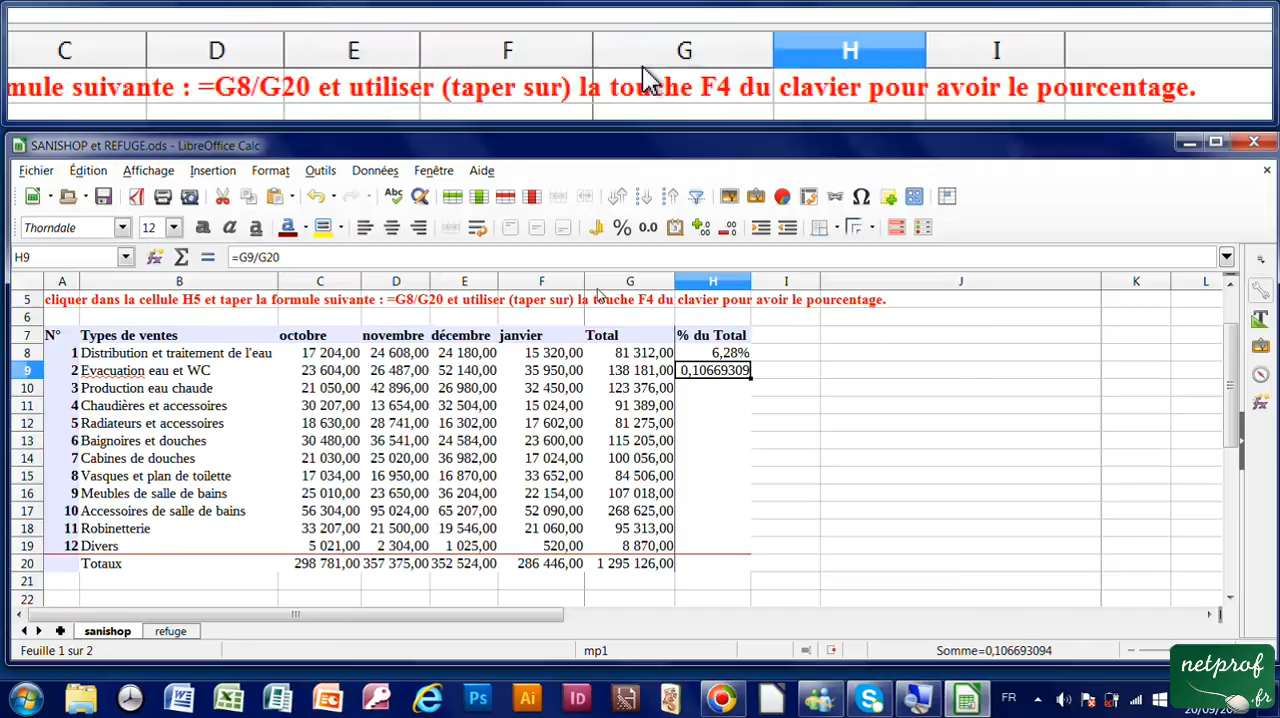 C D E F G H I
mule suivante : =G8/G20 et utiliser (taper sur) la touche F4 du clavier pour avoir le pourcentage.
SANISHOP et REFUGE.ods - LibreOffice Calc
Fichier Édition Affichage Insertion Format Outils Données Fenêtre Aide
Thorndale 12
H9 =G9/G20
A B C D E F G H I J K L
5 cliquer dans la cellule H5 et taper la formule suivante : =G8/G20 et utiliser (taper sur) la touche F4 du clavier pour avoir le pourcentage.
6
7 N° Types de ventes octobre novembre décembre janvier Total % du Total
8 1 Distribution et traitement de l'eau 17 204,00 24 608,00 24 180,00 15 320,00 81 312,00 6,28%
9 2 Evacuation eau et WC 23 604,00 26 487,00 52 140,00 35 950,00 138 181,00 0,10669309
10 3 Production eau chaude 21 050,00 42 896,00 26 980,00 32 450,00 123 376,00
11 4 Chaudières et accessoires 30 207,00 13 654,00 32 504,00 15 024,00 91 389,00
12 5 Radiateurs et accessoires 18 630,00 28 741,00 16 302,00 17 602,00 81 275,00
13 6 Baignoires et douches 30 480,00 36 541,00 24 584,00 23 600,00 115 205,00
14 7 Cabines de douches 21 030,00 25 020,00 36 982,00 17 024,00 100 056,00
15 8 Vasques et plan de toilette 17 034,00 16 950,00 16 870,00 33 652,00 84 506,00
16 9 Meubles de salle de bains 25 010,00 23 650,00 36 204,00 22 154,00 107 018,00
17 10 Accessoires de salle de bains 56 304,00 95 024,00 65 207,00 52 090,00 268 625,00
18 11 Robinetterie 33 207,00 21 500,00 19 546,00 21 060,00 95 313,00
19 12 Divers 5 021,00 2 304,00 1 025,00 520,00 8 870,00
20 Totaux 298 781,00 357 375,00 352 524,00 286 446,00 1 295 126,00
21
22
sanishop refuge
Feuille 1 sur 2 mp1 Somme=0,106693094
netprof
.fr
Ps Ai ID FR